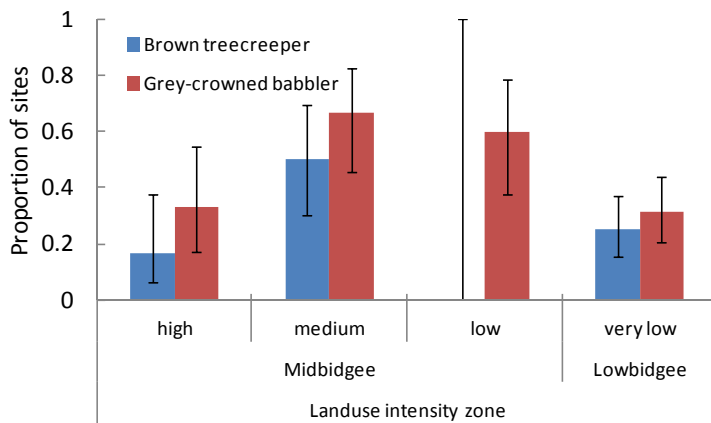 Proportion of sites
1
0.8
0.6
0.4
0.2
0
Brown treecreeper
Grey-crowned babbler
high medium low very low
Midbidgee Lowbidgee
Landuse intensity zone